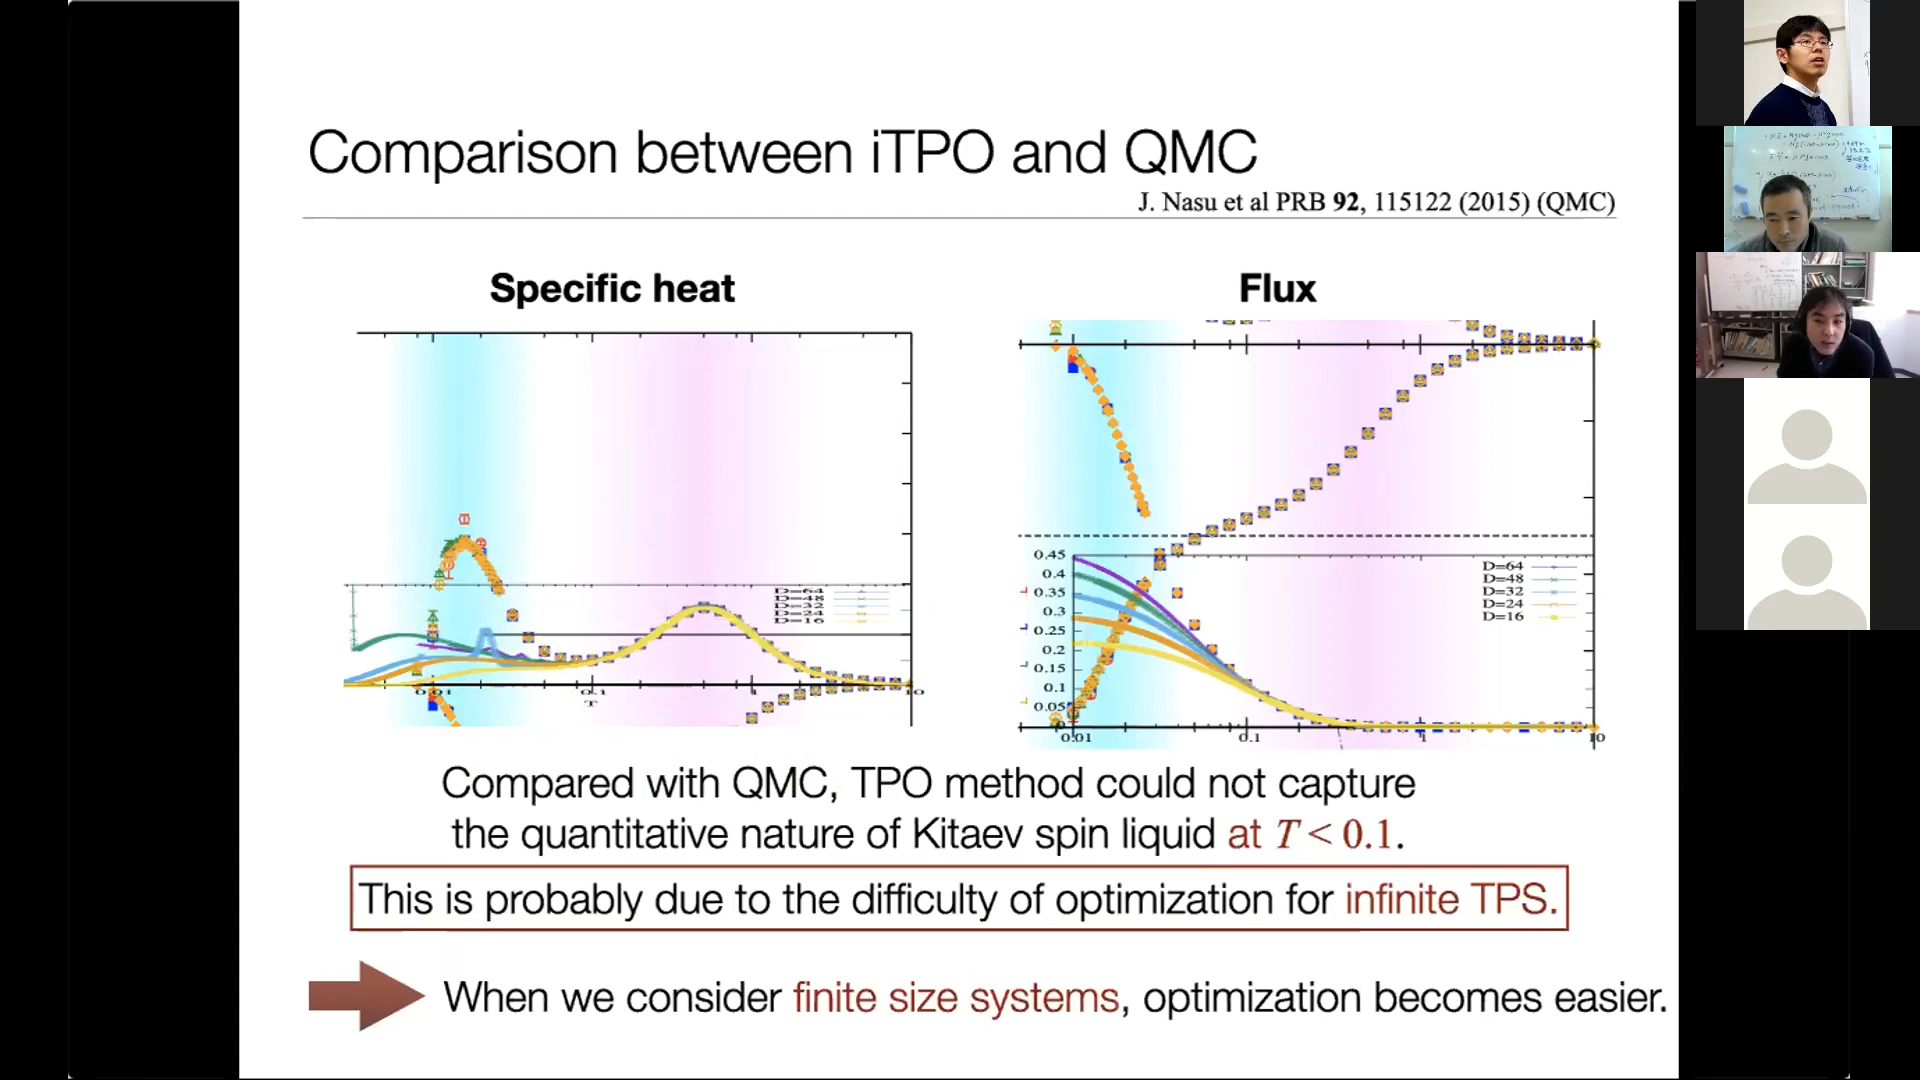 Comparison between iTPO and QMC
J. Nasu et al PRB 92, 115122 (2015) (QMC)
Specific heat
D=64
D=48
D=32
D=24
D=16
0.01
0.1
1
10
T
Flux
0.45
0.4
0.35
0.3
0.25
0.2
0.15
0.1
0.05
0
D=64
D=48
D=32
D=24
D=16
0.01
0.1
1
10
Compared with QMC, TPO method could not capture
the quantitative nature of Kitaev spin liquid at T < 0.1.
This is probably due to the difficulty of optimization for infinite TPS.
When we consider finite size systems, optimization becomes easier.